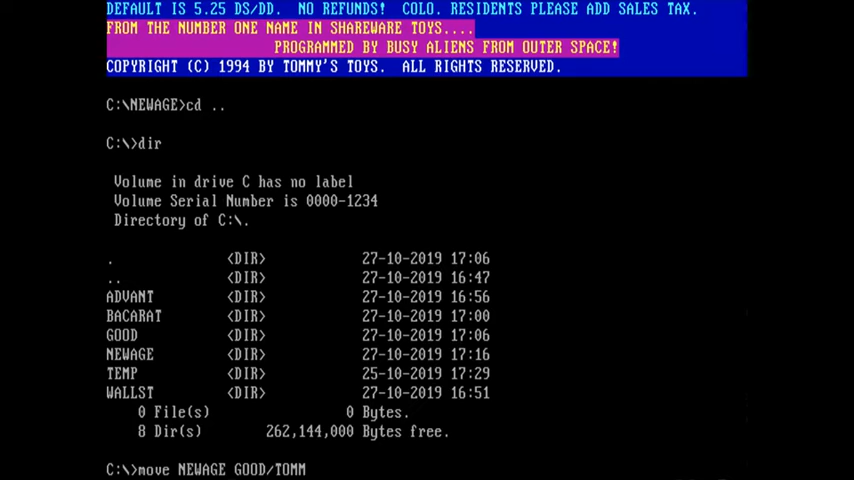 DEFAULT IS 5.25 DS/DD.  NO REFUNDS!  COLO. RESIDENTS PLEASE ADD SALES TAX.
FROM THE NUMBER ONE NAME IN SHAREWARE TOYS....
PROGRAMMED BY BUSY ALIENS FROM OUTER SPACE!
COPYRIGHT (C) 1994 BY TOMMY'S TOYS.  ALL RIGHTS RESERVED.
C:\NEWAGE>cd ..
C:\>dir
Volume in drive C has no label
Volume Serial Number is 0000-1234
Directory of C:\.
. <DIR> 27-10-2019 17:06
.. <DIR> 27-10-2019 16:47
ADVANT <DIR> 27-10-2019 16:56
BACARAT <DIR> 27-10-2019 17:00
GOOD <DIR> 27-10-2019 17:06
NEWAGE <DIR> 27-10-2019 17:16
TEMP <DIR> 25-10-2019 17:29
WALLST <DIR> 27-10-2019 16:51
0 File(s) 0 Bytes.
8 Dir(s) 262,144,000 Bytes free.
C:\>move NEWAGE GOOD/TOMM